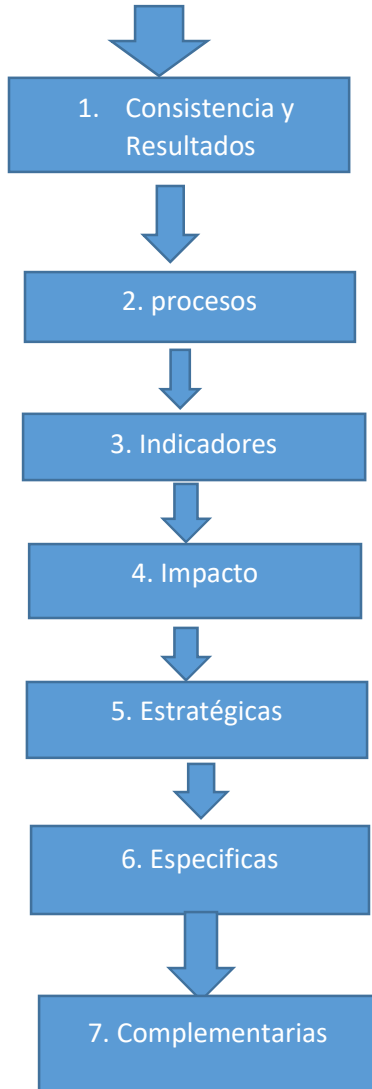 1. Consistencia y
Resultados
2. procesos
3. Indicadores
4. Impacto
5. Estratégicas
6. Especificas
7. Complementarias